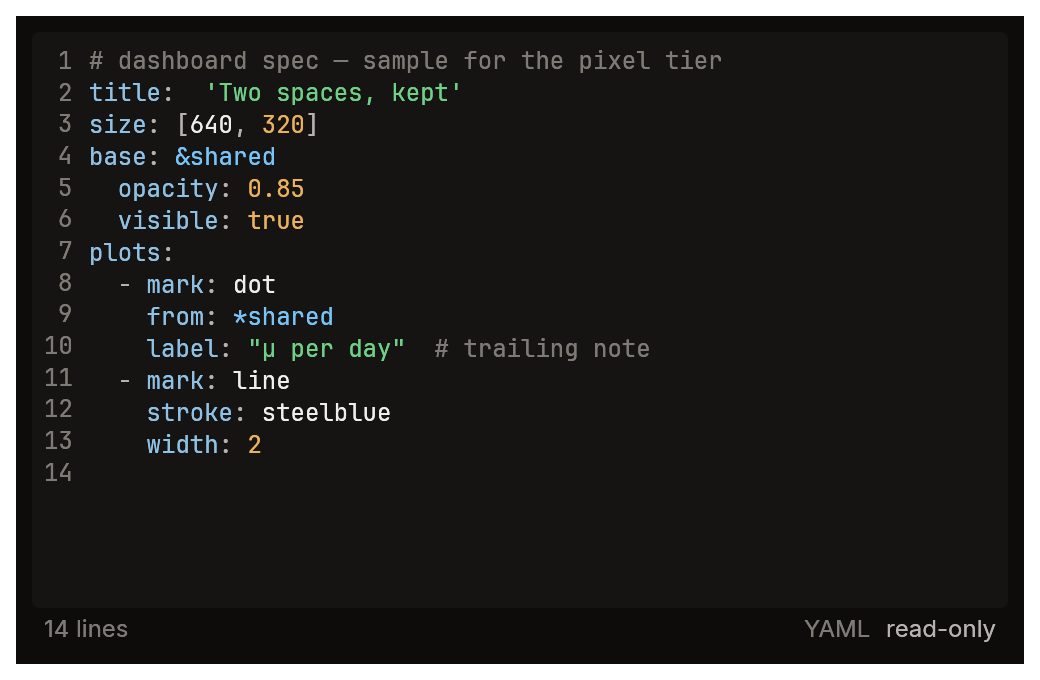 1 # dashboard spec — sample for the pixel tier
2 title:  'Two spaces, kept'
3 size: [640, 320]
4 base: &shared
5   opacity: 0.85
6   visible: true
7 plots:
8   - mark: dot
9     from: *shared
10     label: "µ per day"  # trailing note
11   - mark: line
12     stroke: steelblue
13     width: 2
14
14 lines YAML read-only